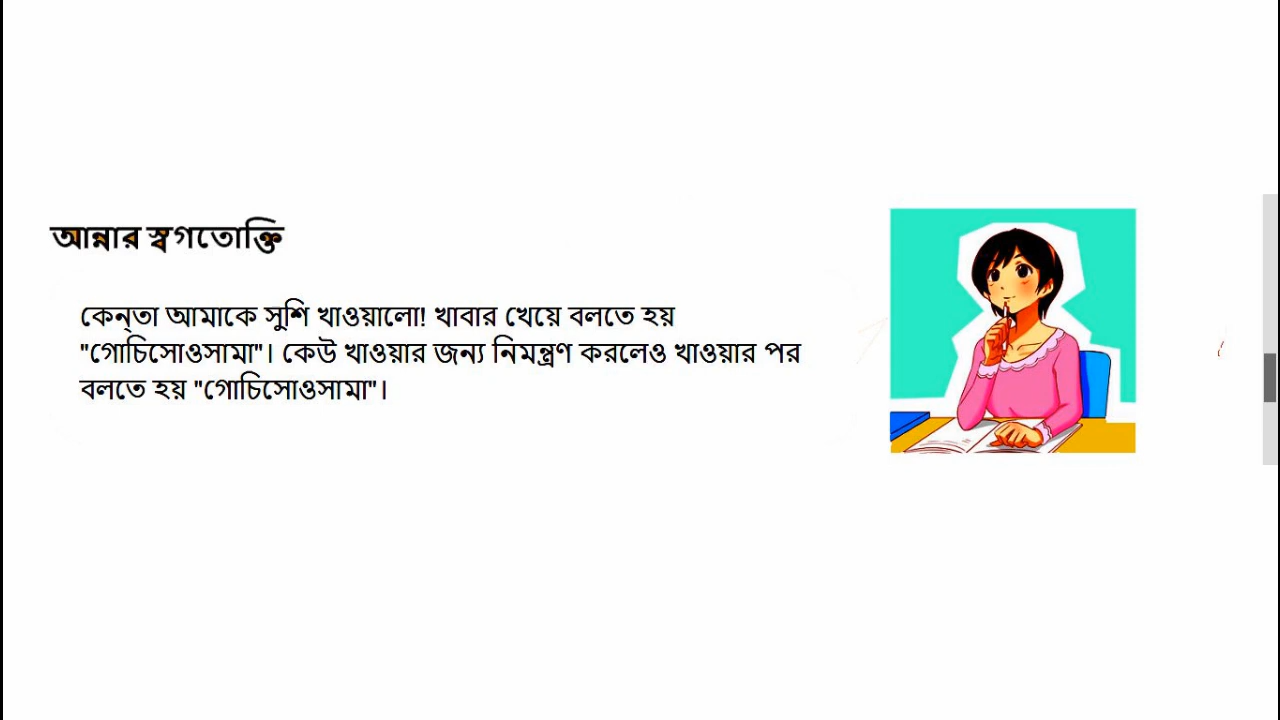 আন্নার স্বগতোক্তি
কেন্‌তা আমাকে সুশি খাওয়ালো! খাবার খেয়ে বলতে হয়
"গোচিসোওসামা"। কেউ খাওয়ার জন্য নিমন্ত্রণ করলেও খাওয়ার পর
বলতে হয় "গোচিসোওসামা"।